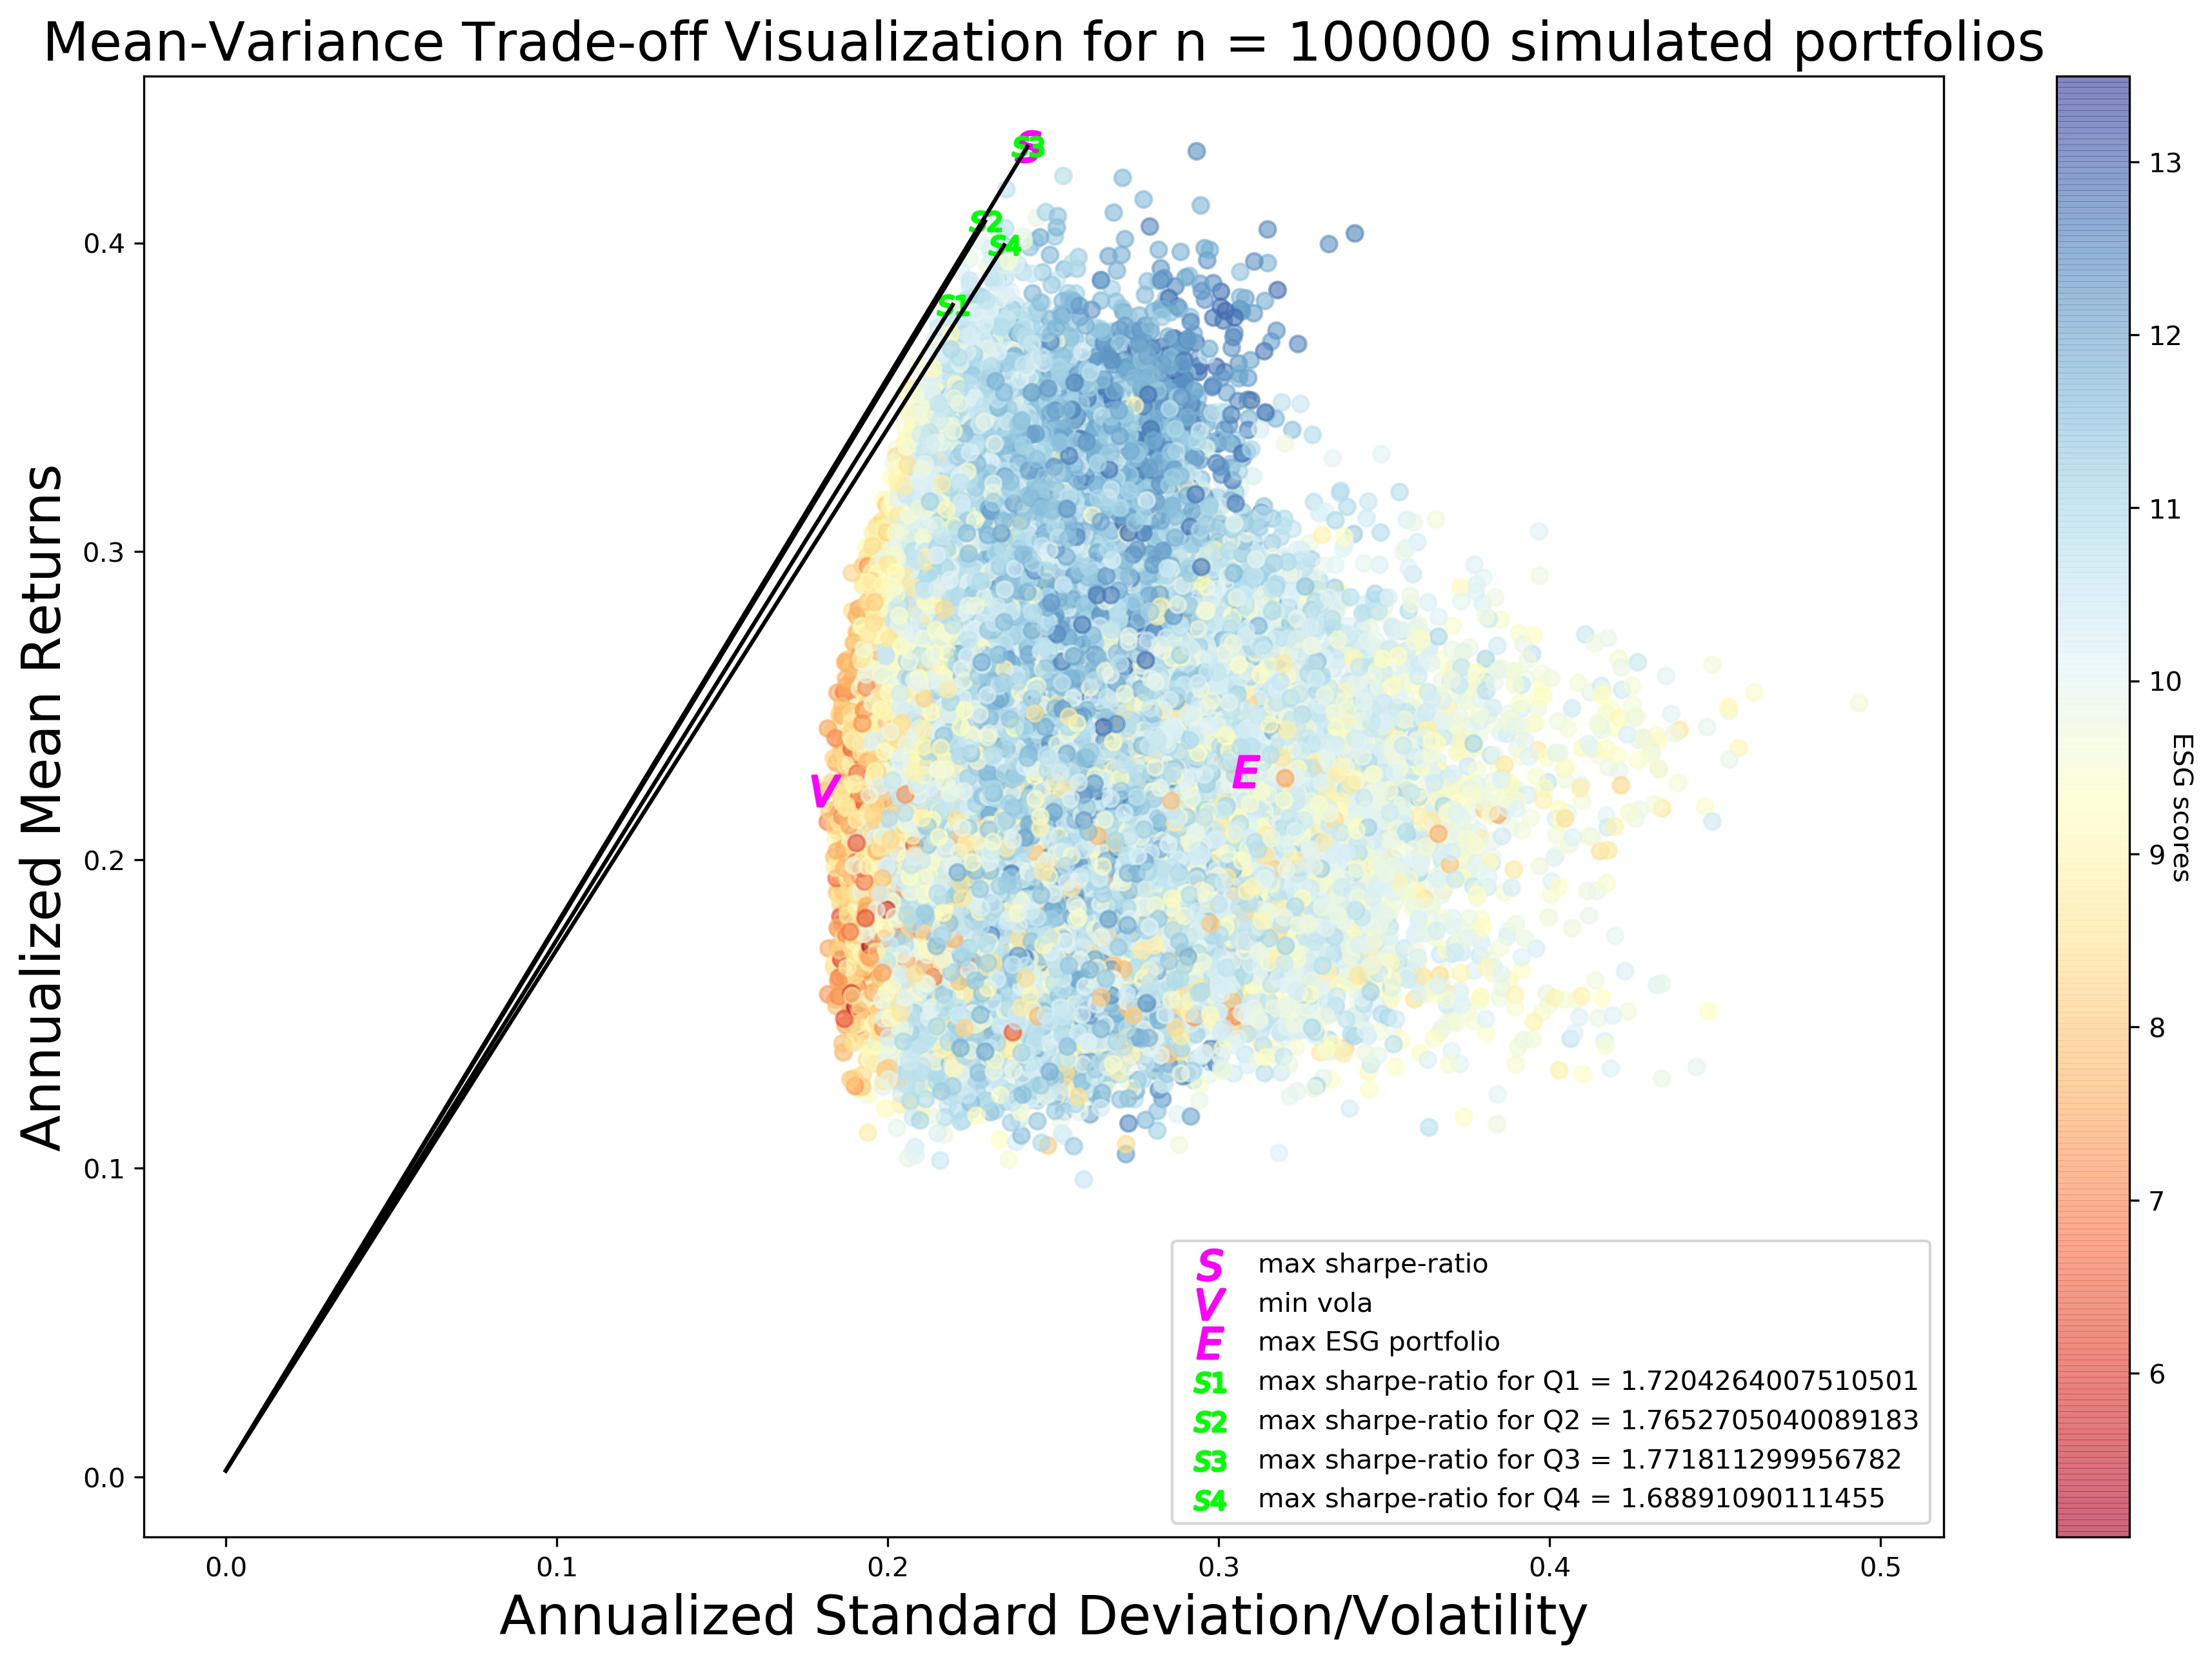 Mean-Variance Trade-off Visualization for n = 100000 simulated portfolios
Annualized Mean Returns
0.4
0.3
0.2
0.1
0.0
S
S3
S2
S4
S1
V
E
S max sharpe-ratio
V min vola
E max ESG portfolio
S1 max sharpe-ratio for Q1 = 1.7204264007510501
S2 max sharpe-ratio for Q2 = 1.7652705040089183
S3 max sharpe-ratio for Q3 = 1.771811299956782
S4 max sharpe-ratio for Q4 = 1.68891090111455
0.0 0.1 0.2 0.3 0.4 0.5
Annualized Standard Deviation/Volatility
13
12
11
10
9
8
7
6
ESG scores